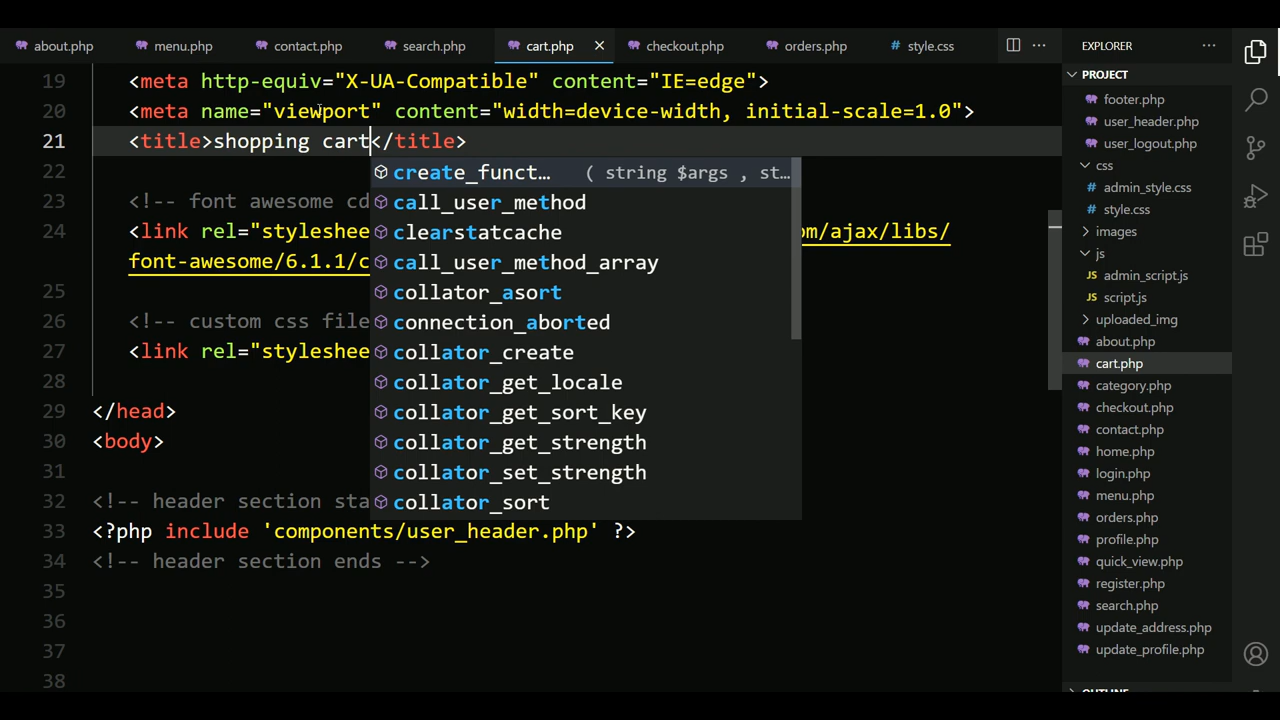 about.php menu.php contact.php search.php cart.php checkout.php orders.php # style.css
19 <meta http-equiv="X-UA-Compatible" content="IE=edge">
20 <meta name="viewport" content="width=device-width, initial-scale=1.0">
21 <title>shopping cart</title>
22 create_funct... ( string $args , st...
23 <!-- font awesome cd call_user_method
24 <link rel="styleshee clearstatcache om/ajax/libs/
font-awesome/6.1.1/c call_user_method_array
25 collator_asort
26 <!-- custom css file connection_aborted
27 <link rel="styleshee collator_create
28 collator_get_locale
29 </head> collator_get_sort_key
30 <body> collator_get_strength
31 collator_set_strength
32 <!-- header section sta collator_sort
33 <?php include 'components/user_header.php' ?>
34 <!-- header section ends -->
35
36
37
38
EXPLORER
PROJECT
footer.php
user_header.php
user_logout.php
css
# admin_style.css
# style.css
images
js
JS admin_script.js
JS script.js
uploaded_img
about.php
cart.php
category.php
checkout.php
contact.php
home.php
login.php
menu.php
orders.php
profile.php
quick_view.php
register.php
search.php
update_address.php
update_profile.php
OUTLINE